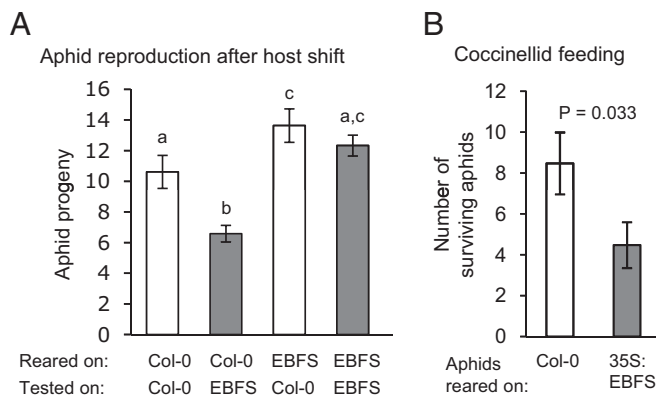 A
Aphid reproduction after host shift
Aphid progeny
16
14
12
10
8
6
4
2
0
a
b
c
a,c
Reared on: Col-0 Col-0 EBFS EBFS
Tested on: Col-0 EBFS Col-0 EBFS
B
Coccinellid feeding
Number of
surviving aphids
12
10
8
6
4
2
0
P = 0.033
Aphids Col-0 35S:
reared on: EBFS